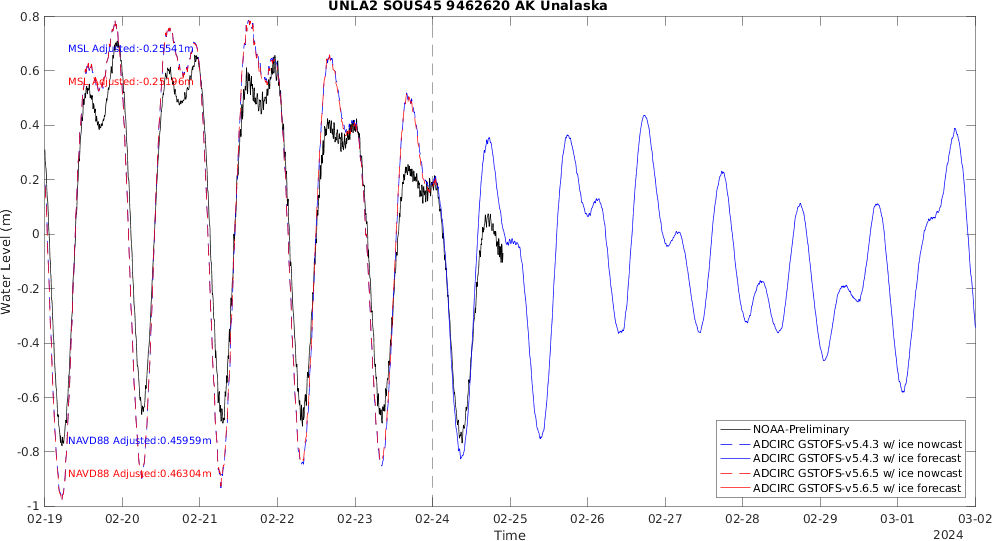 UNLA2 SOUS45 9462620 AK Unalaska
0.8
0.6
0.4
0.2
0
-0.2
-0.4
-0.6
-0.8
-1
Water Level (m)
MSL Adjusted:-0.25541m
MSL Adjusted:-0.25196m
NAVD88 Adjusted:0.45959m
NAVD88 Adjusted:0.46304m
NOAA-Preliminary
ADCIRC GSTOFS-v5.4.3 w/ ice nowcast
ADCIRC GSTOFS-v5.4.3 w/ ice forecast
ADCIRC GSTOFS-v5.6.5 w/ ice nowcast
ADCIRC GSTOFS-v5.6.5 w/ ice forecast
02-19 02-20 02-21 02-22 02-23 02-24 02-25 02-26 02-27 02-28 02-29 03-01 03-02
Time
2024